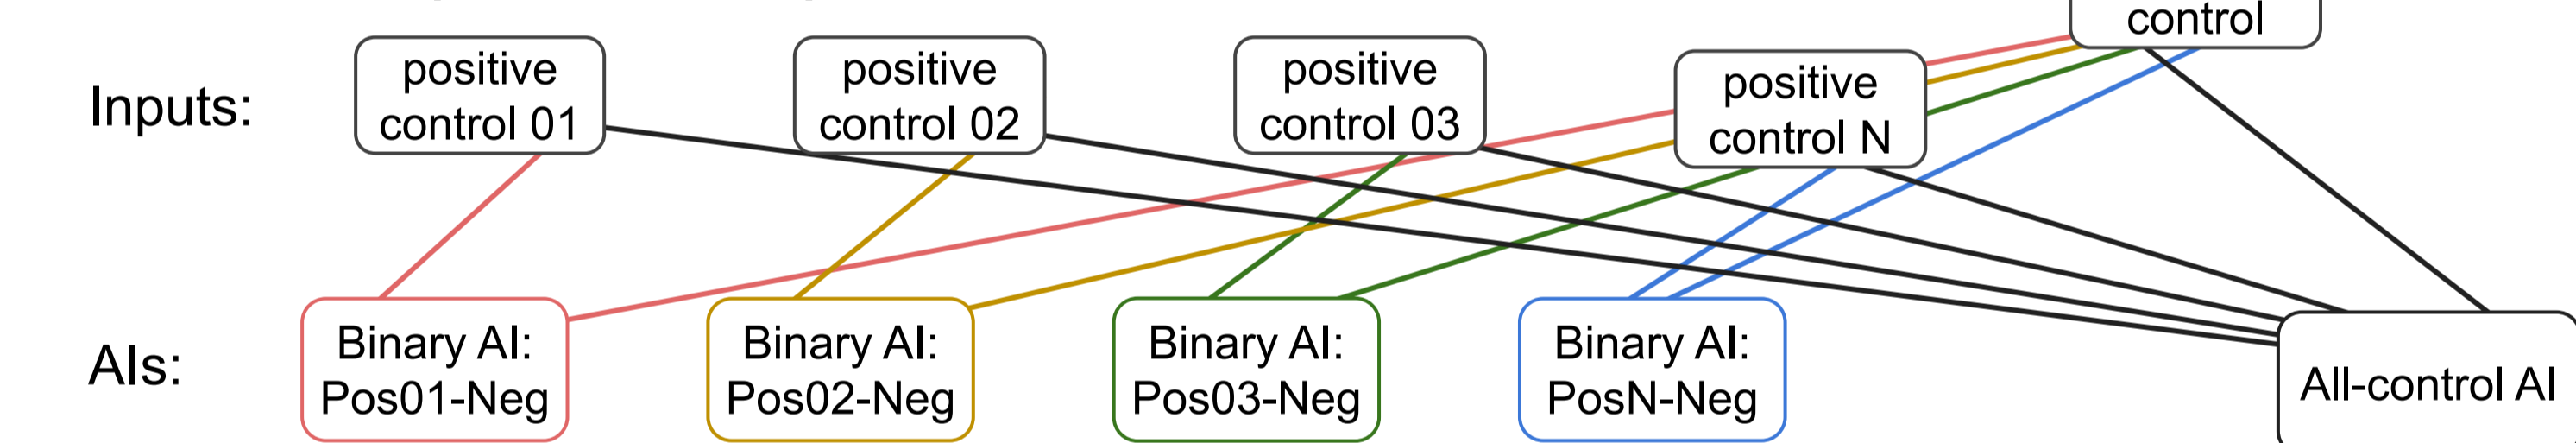 control
Inputs:
positive
control 01
positive
control 02
positive
control 03
positive
control N
AIs:
Binary AI:
Pos01-Neg
Binary AI:
Pos02-Neg
Binary AI:
Pos03-Neg
Binary AI:
PosN-Neg
All-control AI